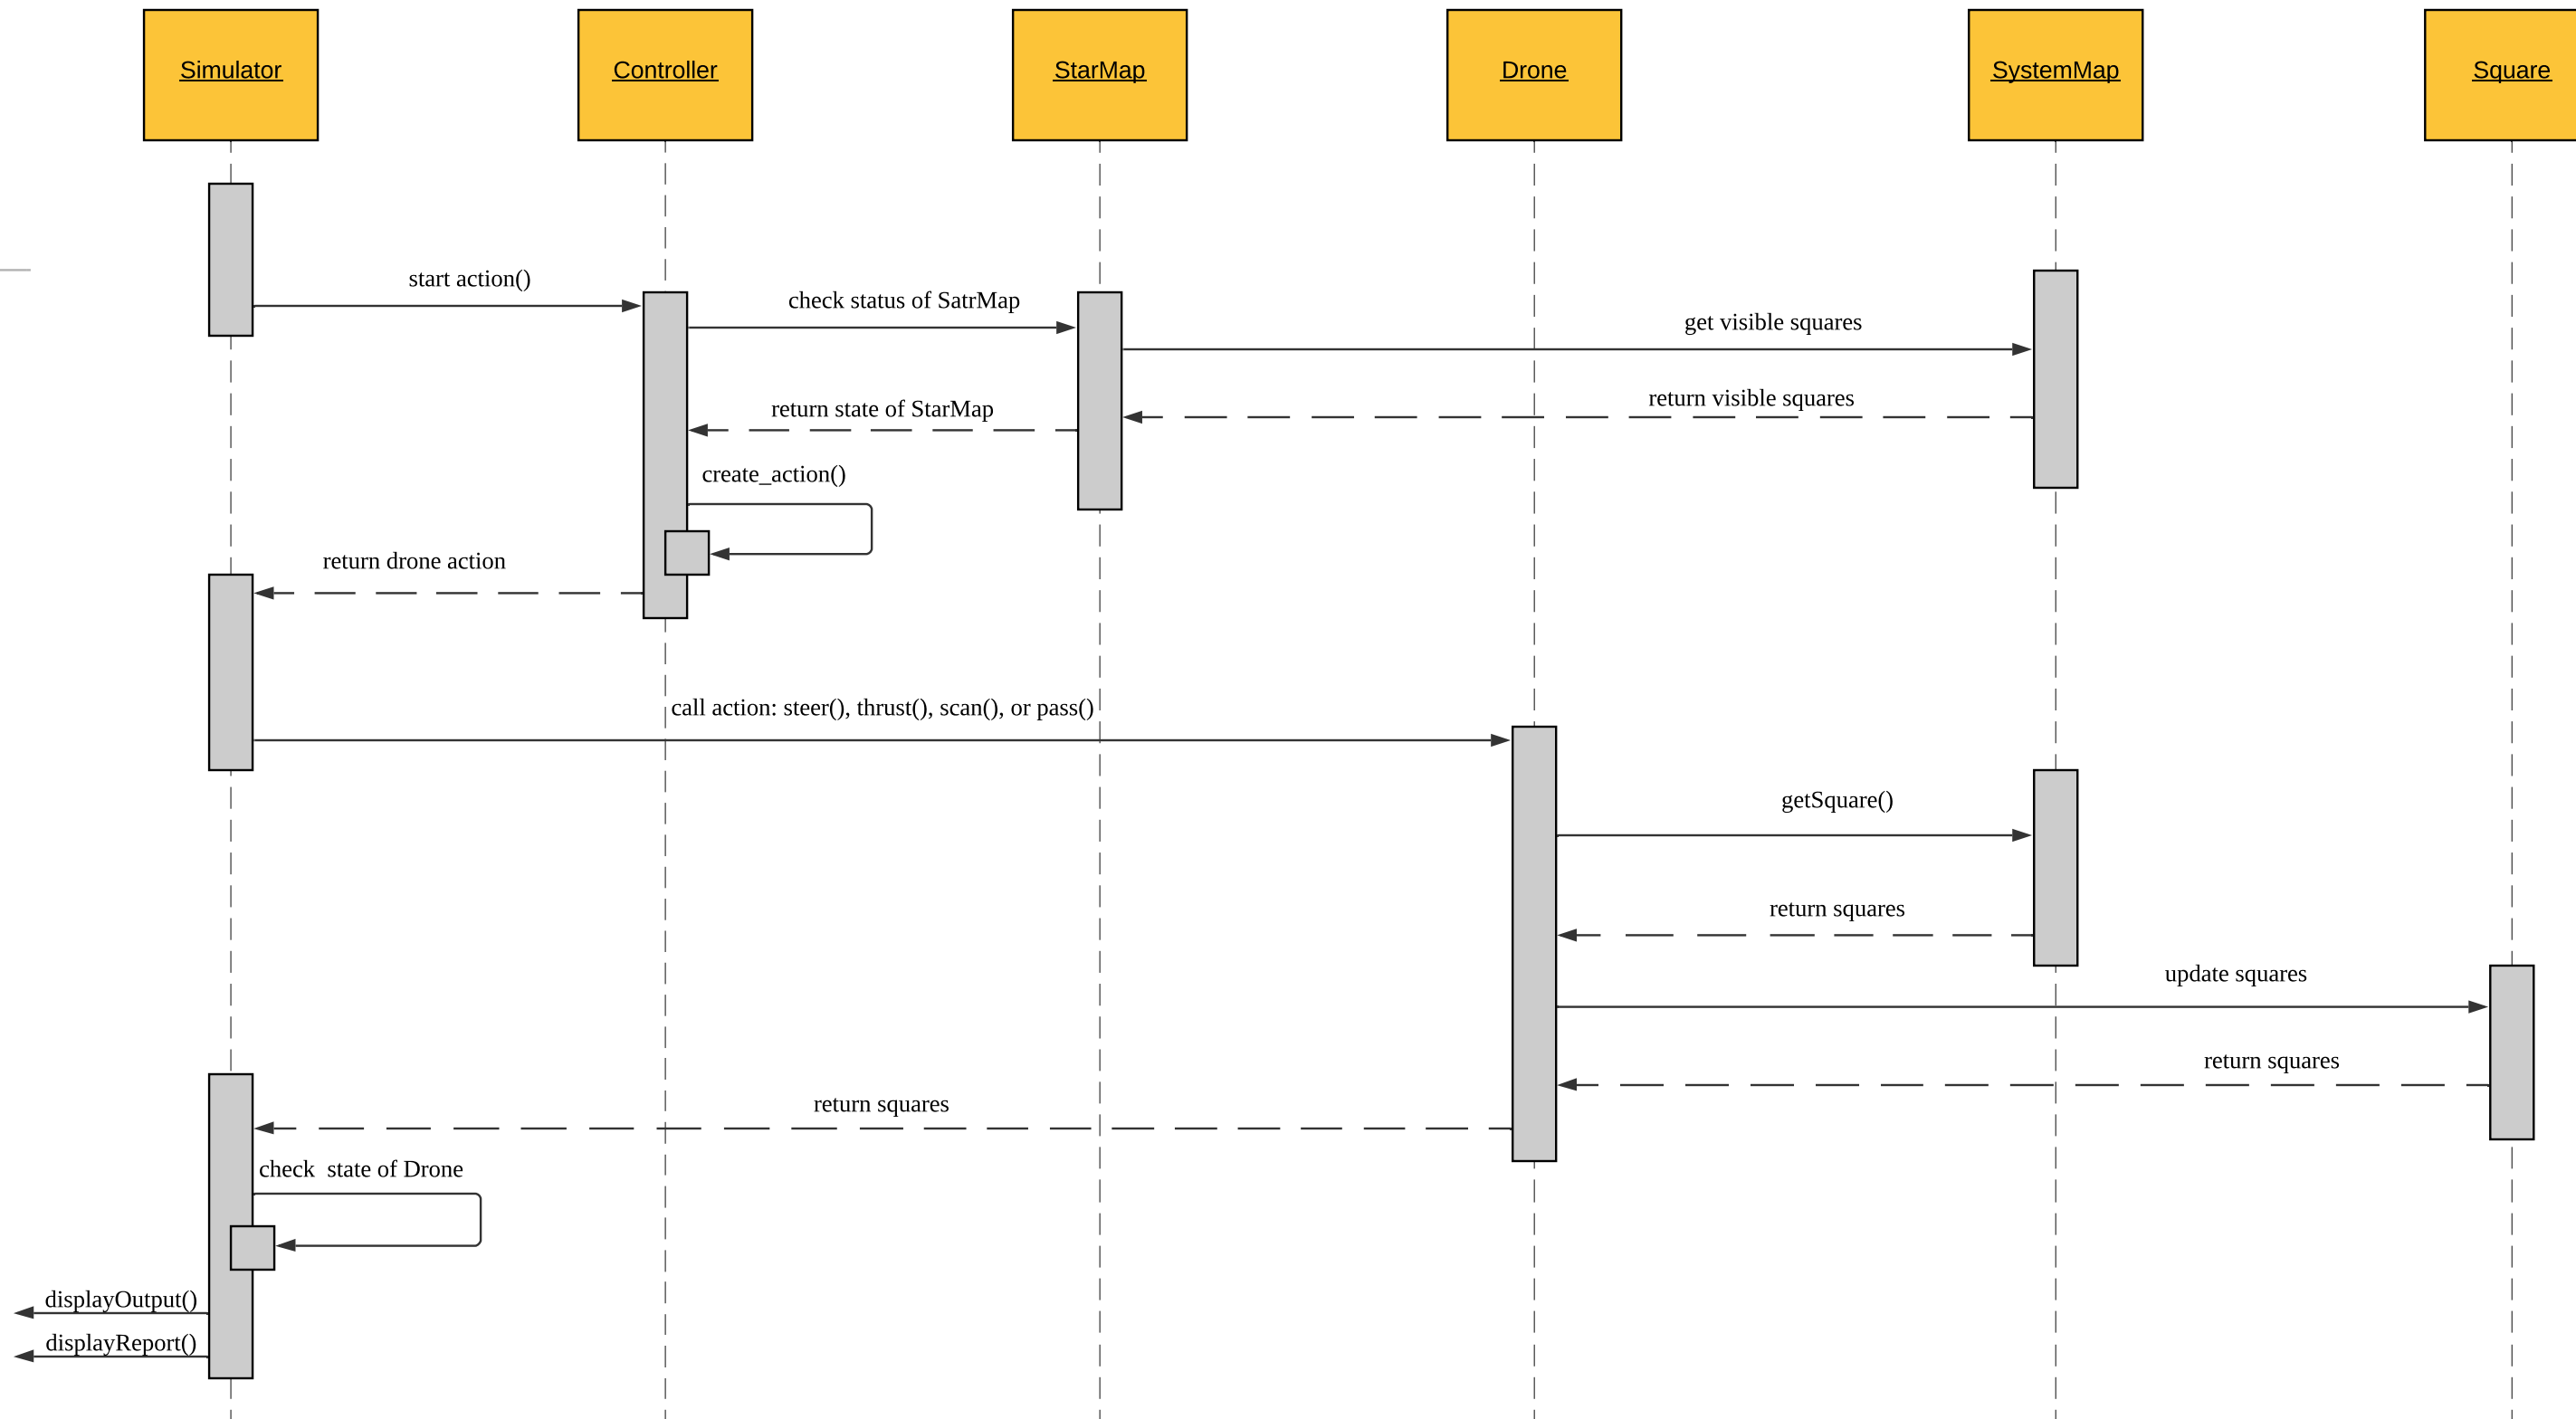 Simulator
Controller
StarMap
Drone
SystemMap
Square
start action()
check status of SatrMap
get visible squares
return visible squares
return state of StarMap
create_action()
return drone action
call action: steer(), thrust(), scan(), or pass()
getSquare()
return squares
update squares
return squares
return squares
check  state of Drone
displayOutput()
displayReport()